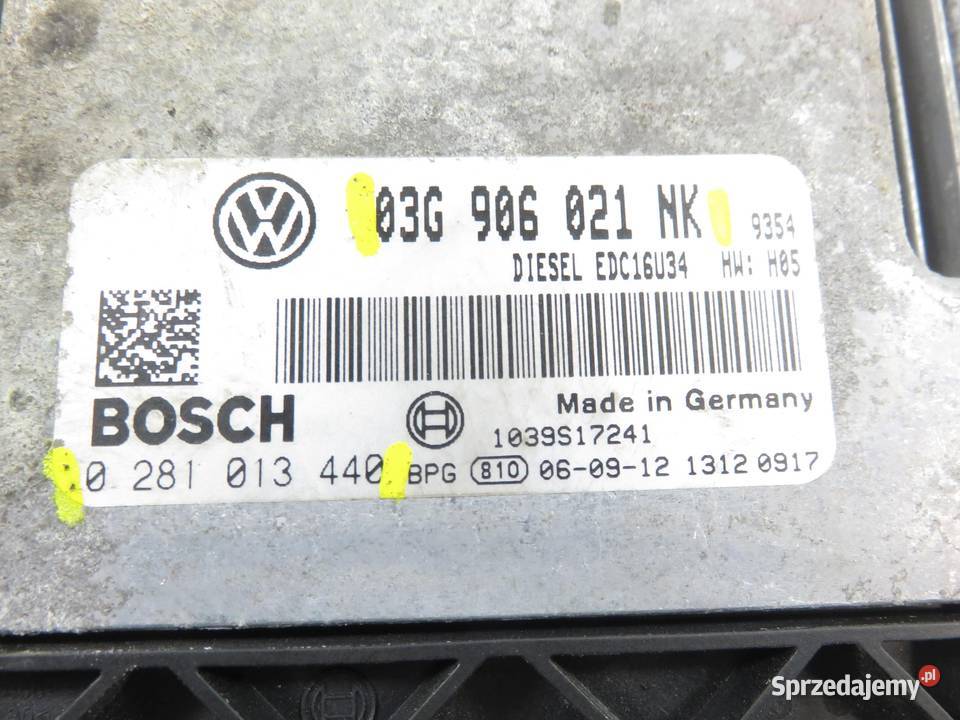 03G 906 021 NK 9354
DIESEL EDC16U34 HW: H05
BOSCH
Made in Germany
1039S17241
0 281 013 440 BPG 810 06-09-12 1312 0917
Sprzedajemy.pl